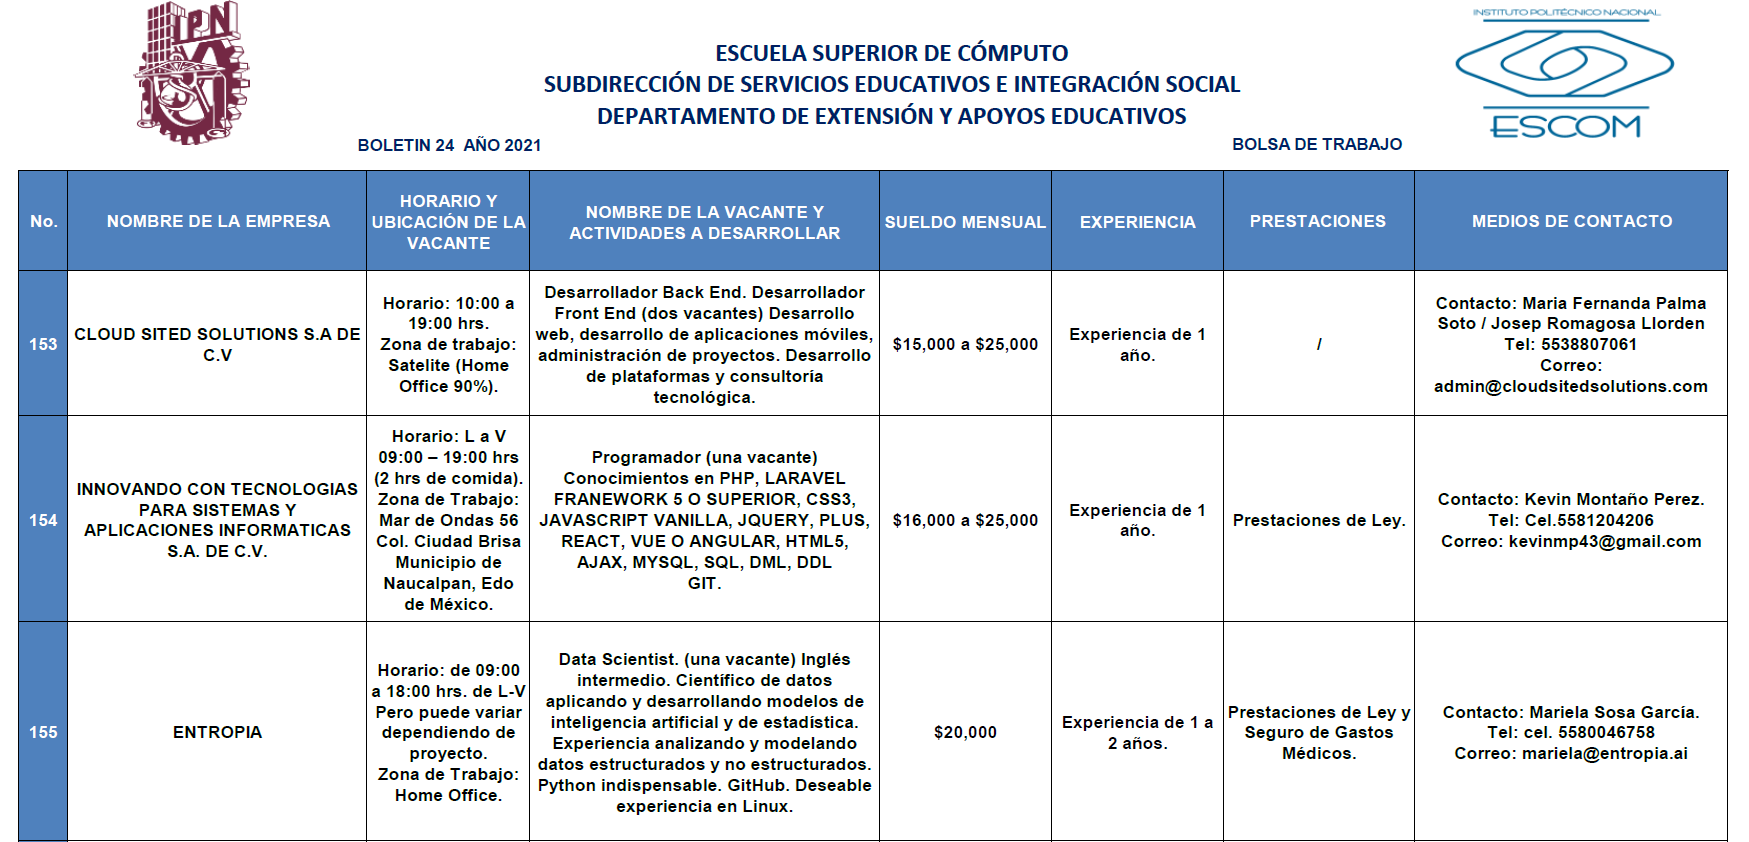 IPN
INSTITUTO POLITÉCNICO NACIONAL
ESCOM
ESCUELA SUPERIOR DE CÓMPUTO
SUBDIRECCIÓN DE SERVICIOS EDUCATIVOS E INTEGRACIÓN SOCIAL
DEPARTAMENTO DE EXTENSIÓN Y APOYOS EDUCATIVOS
BOLETIN 24 AÑO 2021
BOLSA DE TRABAJO
No.
NOMBRE DE LA EMPRESA
HORARIO Y
UBICACIÓN DE LA
VACANTE
NOMBRE DE LA VACANTE Y
ACTIVIDADES A DESARROLLAR
SUELDO MENSUAL
EXPERIENCIA
PRESTACIONES
MEDIOS DE CONTACTO
153
CLOUD SITED SOLUTIONS S.A DE
C.V
Horario: 10:00 a
19:00 hrs.
Zona de trabajo:
Satelite (Home
Office 90%).
Desarrollador Back End. Desarrollador
Front End (dos vacantes) Desarrollo
web, desarrollo de aplicaciones móviles,
administración de proyectos. Desarrollo
de plataformas y consultoría
tecnológica.
$15,000 a $25,000
Experiencia de 1
año.
/
Contacto: Maria Fernanda Palma
Soto / Josep Romagosa Llorden
Tel: 5538807061
Correo:
admin@cloudsitedsolutions.com
154
INNOVANDO CON TECNOLOGIAS
PARA SISTEMAS Y
APLICACIONES INFORMATICAS
S.A. DE C.V.
Horario: L a V
09:00 – 19:00 hrs
(2 hrs de comida).
Zona de Trabajo:
Mar de Ondas 56
Col. Ciudad Brisa
Municipio de
Naucalpan, Edo
de México.
Programador (una vacante)
Conocimientos en PHP, LARAVEL
FRANEWORK 5 O SUPERIOR, CSS3,
JAVASCRIPT VANILLA, JQUERY, PLUS,
REACT, VUE O ANGULAR, HTML5,
AJAX, MYSQL, SQL, DML, DDL
GIT.
$16,000 a $25,000
Experiencia de 1
año.
Prestaciones de Ley.
Contacto: Kevin Montaño Perez.
Tel: Cel.5581204206
Correo: kevinmp43@gmail.com
155
ENTROPIA
Horario: de 09:00
a 18:00 hrs. de L-V
Pero puede variar
dependiendo de
proyecto.
Zona de Trabajo:
Home Office.
Data Scientist. (una vacante) Inglés
intermedio. Científico de datos
aplicando y desarrollando modelos de
inteligencia artificial y de estadística.
Experiencia analizando y modelando
datos estructurados y no estructurados.
Python indispensable. GitHub. Deseable
experiencia en Linux.
$20,000
Experiencia de 1 a
2 años.
Prestaciones de Ley y
Seguro de Gastos
Médicos.
Contacto: Mariela Sosa García.
Tel: cel. 5580046758
Correo: mariela@entropia.ai